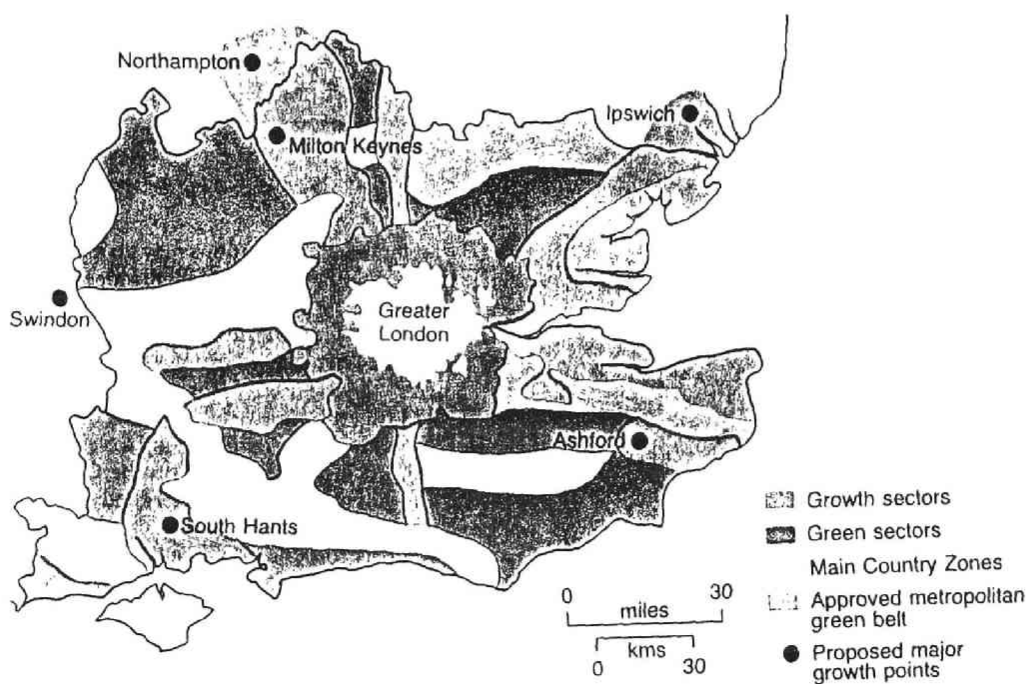 Northampton
Ipswich
Milton Keynes
Greater
London
Swindon
Ashford
South Hants
Growth sectors
Green sectors
Main Country Zones
Approved metropolitan
green belt
Proposed major
growth points
0 30
miles
kms
0 30